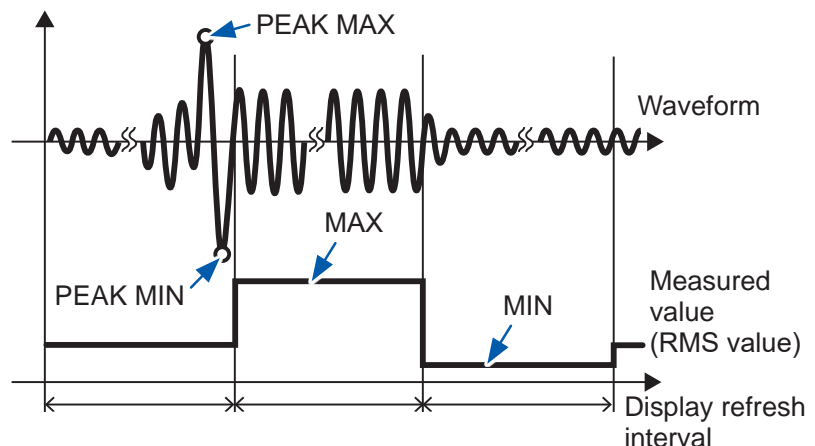 PEAK MAX
Waveform
MAX
PEAK MIN
MIN
Measured
value
(RMS value)
Display refresh
interval